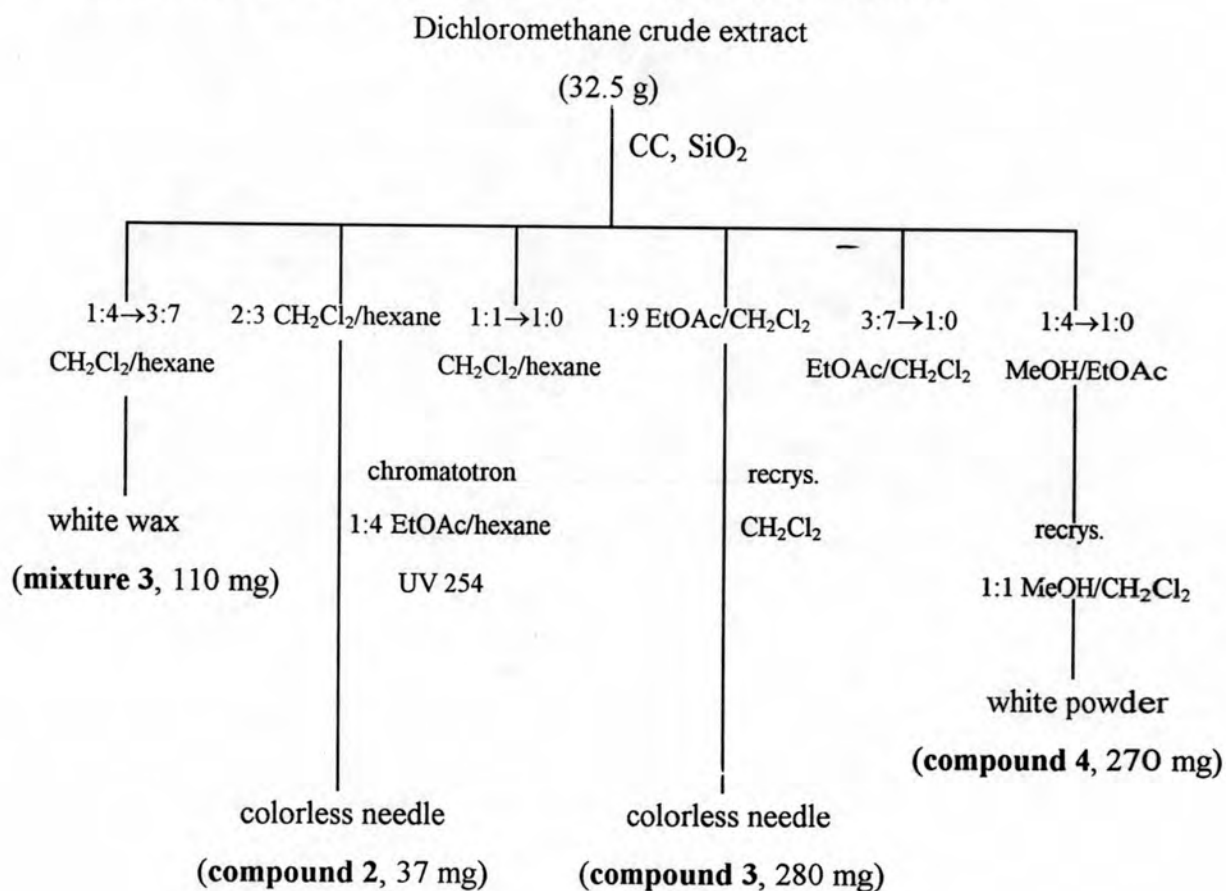 Dichloromethane crude extract
(32.5 g)
CC, SiO₂
1:4→3:7
CH₂Cl₂/hexane
2:3 CH₂Cl₂/hexane
1:1→1:0
CH₂Cl₂/hexane
1:9 EtOAc/CH₂Cl₂
3:7→1:0
EtOAc/CH₂Cl₂
1:4→1:0
MeOH/EtOAc
white wax
(mixture 3, 110 mg)
chromatotron
1:4 EtOAc/hexane
UV 254
recrys.
CH₂Cl₂
recrys.
1:1 MeOH/CH₂Cl₂
white powder
(compound 4, 270 mg)
colorless needle
(compound 2, 37 mg)
colorless needle
(compound 3, 280 mg)